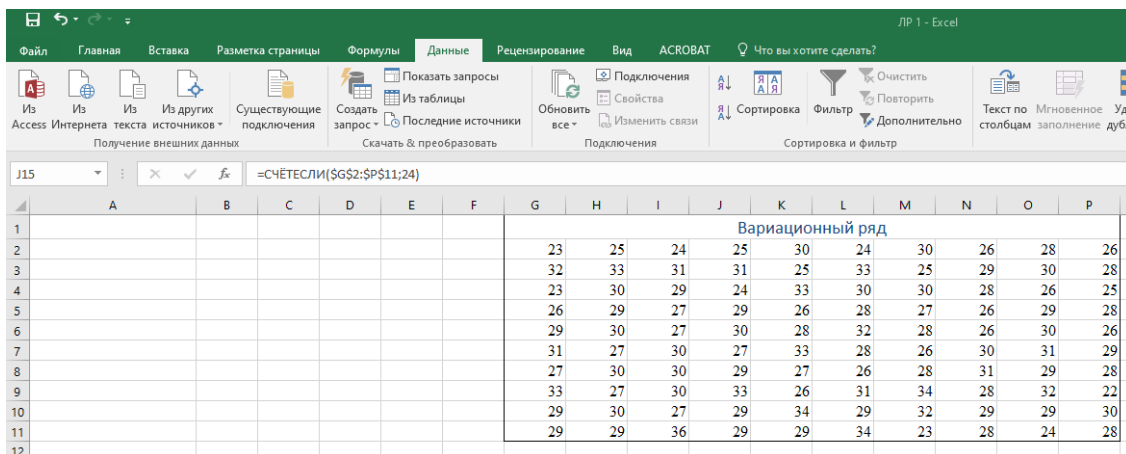 ЛР 1 - Excel
Файл Главная Вставка Разметка страницы Формулы Данные Рецензирование Вид ACROBAT Что вы хотите сделать?
Из Access
Из Интернета
Из текста
Из других источников
Существующие подключения
Получение внешних данных
Создать запрос
Показать запросы
Из таблицы
Последние источники
Скачать & преобразовать
Обновить все
Подключения
Свойства
Изменить связи
Подключения
Сортировка
Фильтр
Очистить
Повторить
Дополнительно
Сортировка и фильтр
Текст по столбцам
Мгновенное заполнение
J15 fx =СЧЁТЕСЛИ($G$2:$P$11;24)
A B C D E F G H I J K L M N O P
1 Вариационный ряд
2 23 25 24 25 30 24 30 26 28 26
3 32 33 31 31 25 33 25 29 30 28
4 23 30 29 24 33 30 30 28 26 25
5 26 29 27 29 26 28 27 26 29 28
6 29 30 27 30 28 32 28 26 30 26
7 31 27 30 27 33 28 26 30 31 29
8 27 30 30 29 27 26 28 31 29 28
9 33 27 30 33 26 31 34 28 32 22
10 29 30 27 29 34 29 32 29 29 30
11 29 29 36 29 29 34 23 28 24 28
12